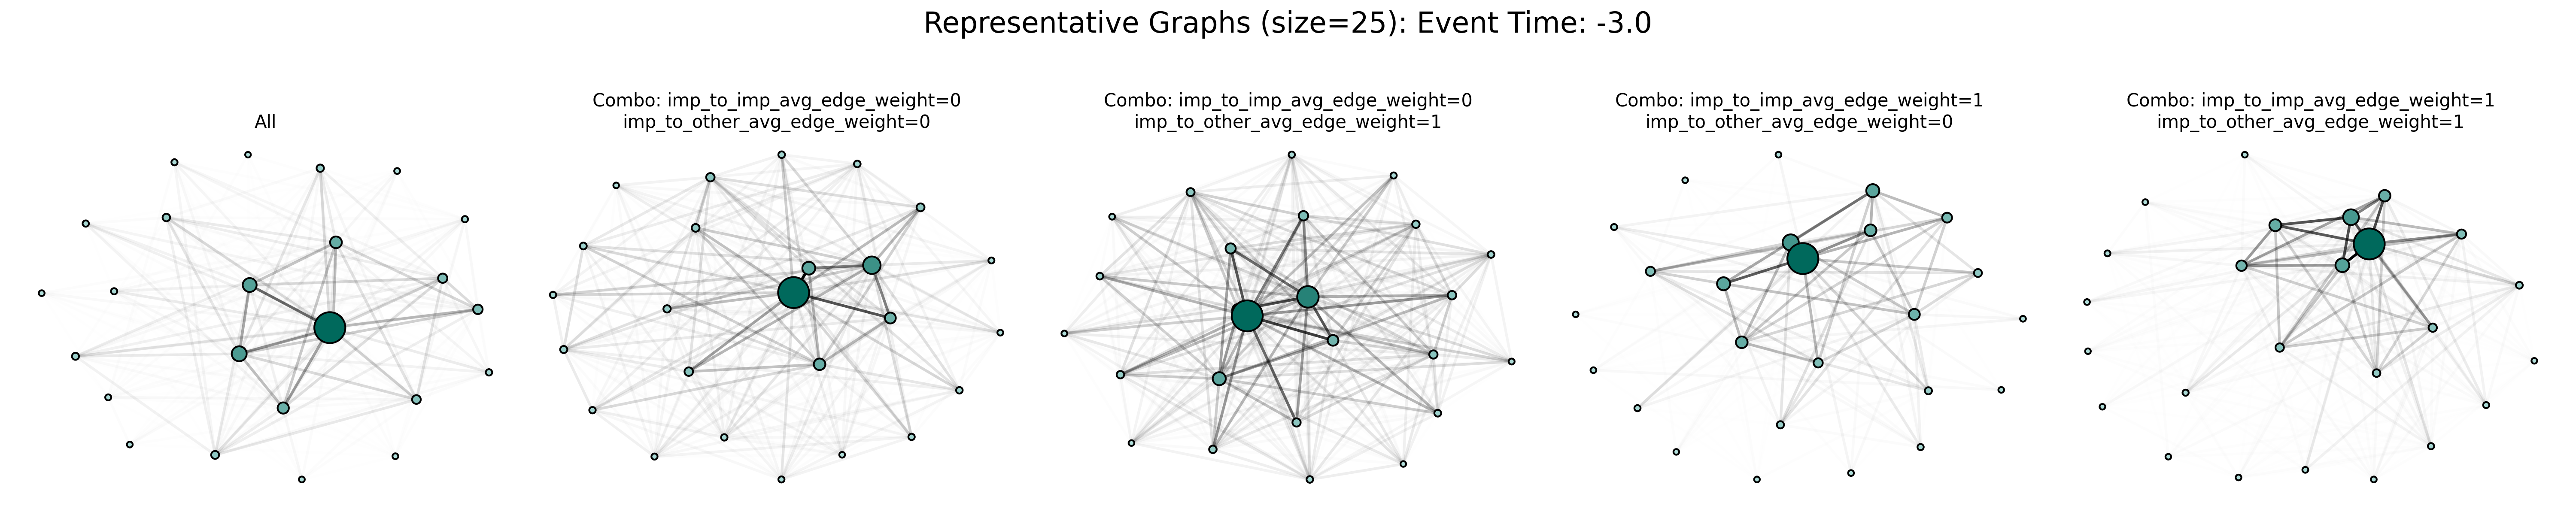 Representative Graphs (size=25): Event Time: -3.0
All
Combo: imp_to_imp_avg_edge_weight=0
imp_to_other_avg_edge_weight=0
Combo: imp_to_imp_avg_edge_weight=0
imp_to_other_avg_edge_weight=1
Combo: imp_to_imp_avg_edge_weight=1
imp_to_other_avg_edge_weight=0
Combo: imp_to_imp_avg_edge_weight=1
imp_to_other_avg_edge_weight=1